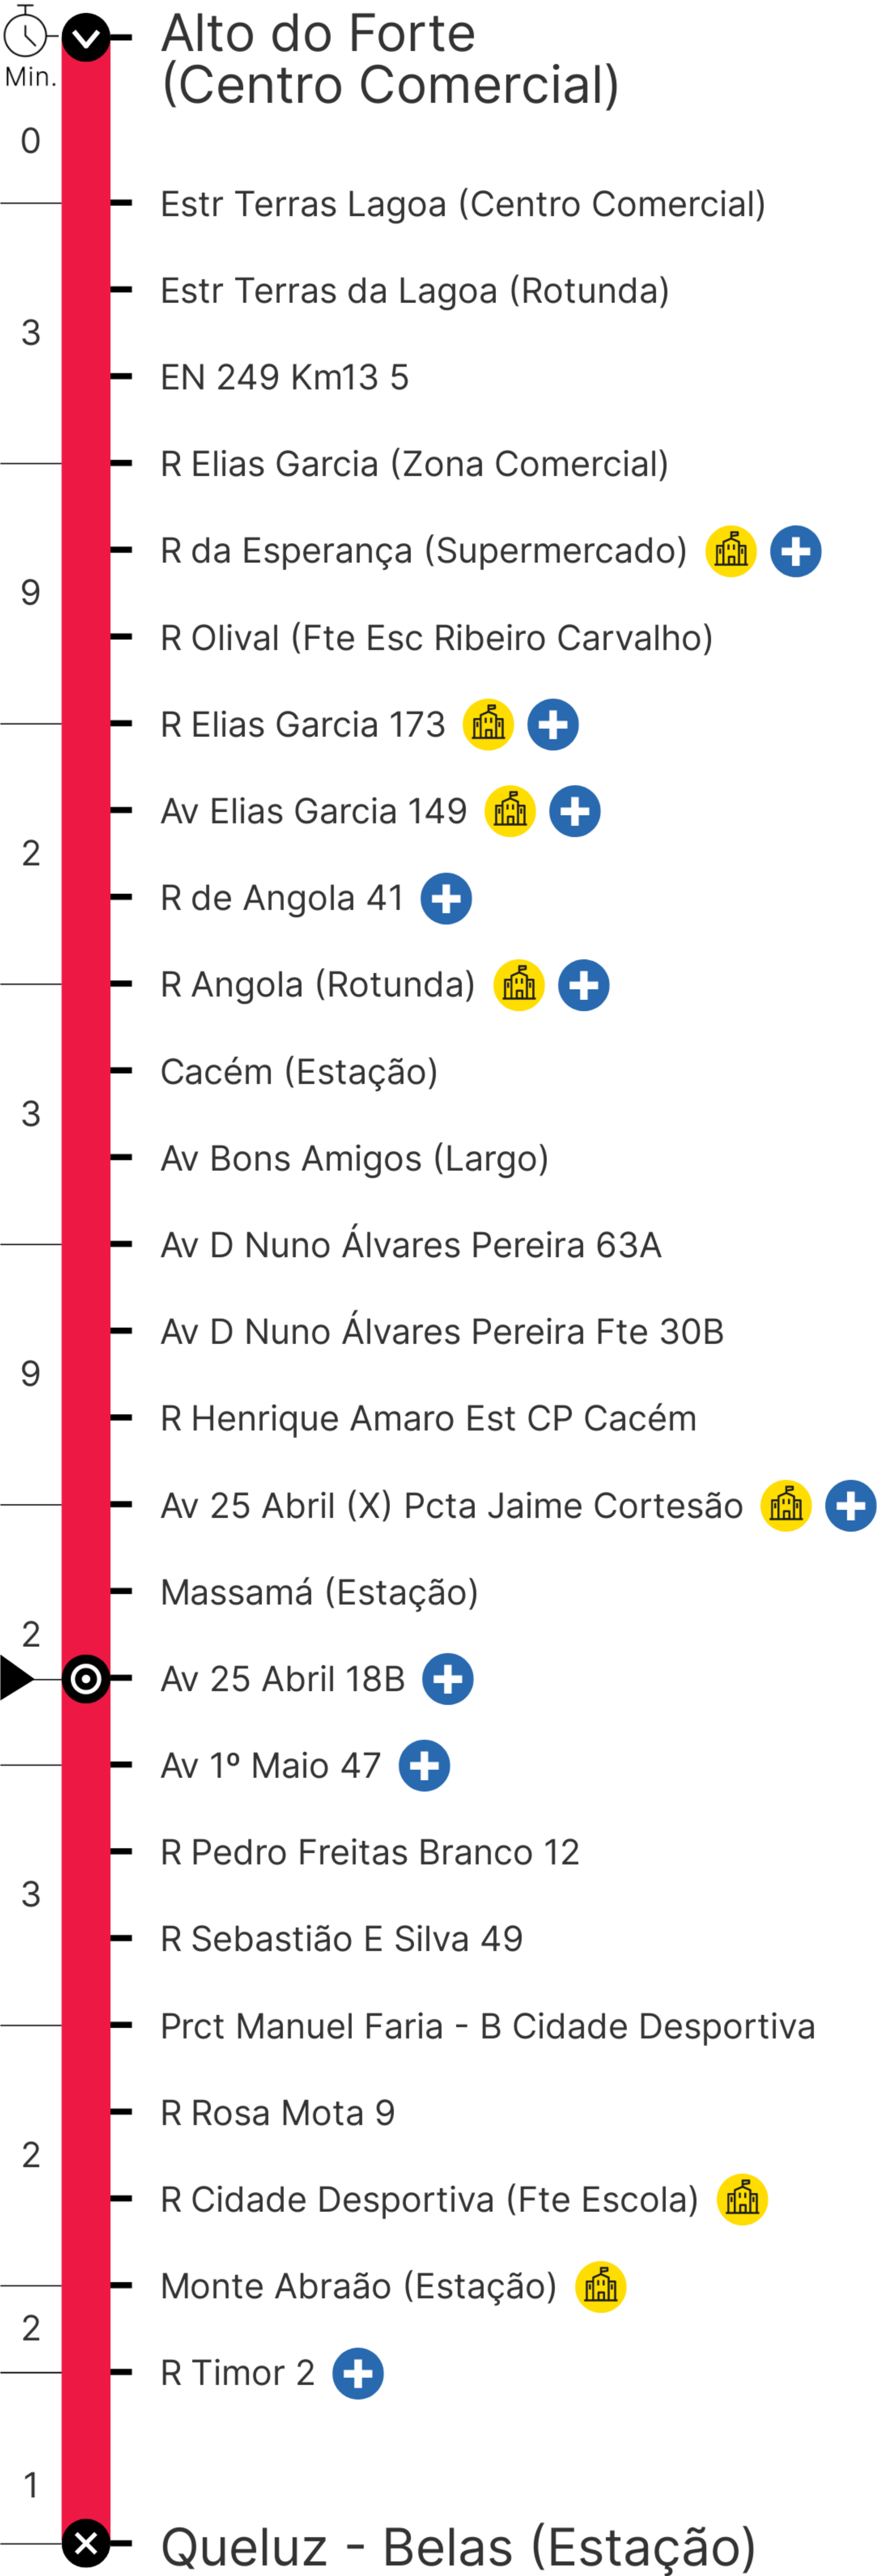 Alto do Forte
(Centro Comercial)
Min.
0
Estr Terras Lagoa (Centro Comercial)
Estr Terras da Lagoa (Rotunda)
3
EN 249 Km13 5
R Elias Garcia (Zona Comercial)
R da Esperança (Supermercado)
9
R Olival (Fte Esc Ribeiro Carvalho)
R Elias Garcia 173
Av Elias Garcia 149
2
R de Angola 41
R Angola (Rotunda)
Cacém (Estação)
3
Av Bons Amigos (Largo)
Av D Nuno Álvares Pereira 63A
Av D Nuno Álvares Pereira Fte 30B
9
R Henrique Amaro Est CP Cacém
Av 25 Abril (X) Pcta Jaime Cortesão
Massamá (Estação)
2
Av 25 Abril 18B
Av 1º Maio 47
R Pedro Freitas Branco 12
3
R Sebastião E Silva 49
Prct Manuel Faria - B Cidade Desportiva
R Rosa Mota 9
2
R Cidade Desportiva (Fte Escola)
Monte Abraão (Estação)
2
R Timor 2
1
Queluz - Belas (Estação)